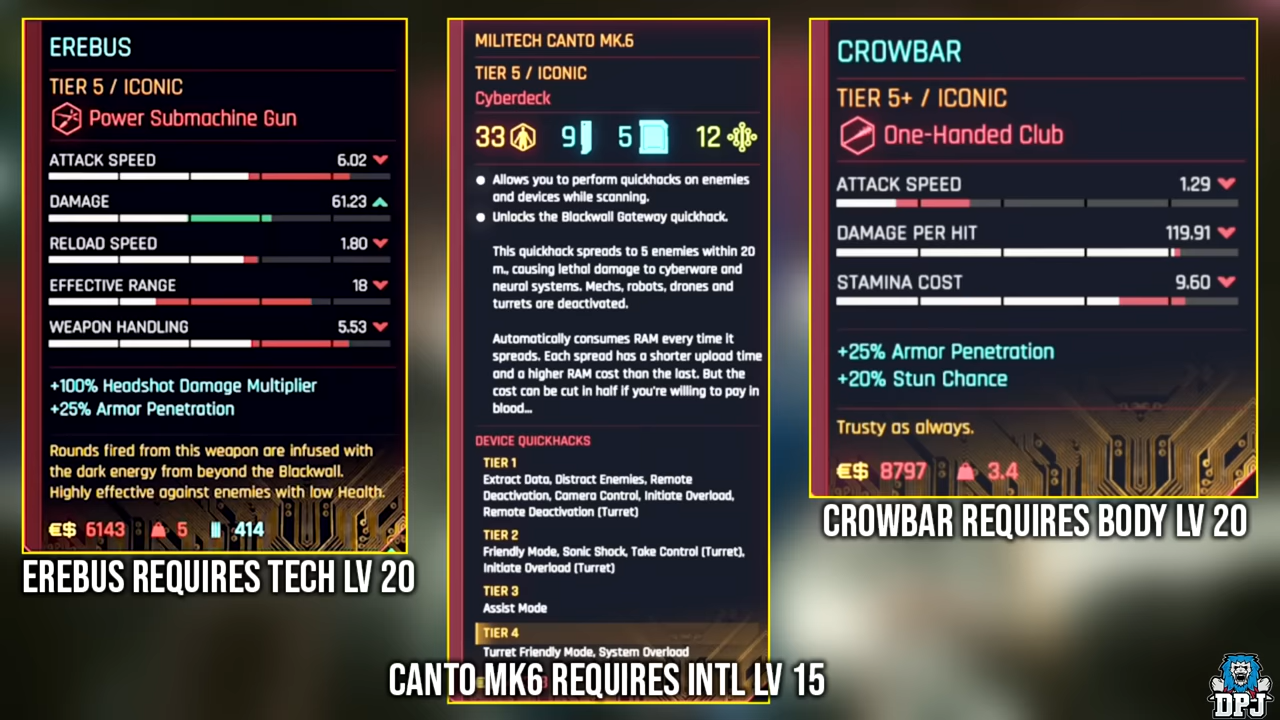 EREBUS
TIER 5 / ICONIC
Power Submachine Gun
ATTACK SPEED 6.02
DAMAGE 61.23
RELOAD SPEED 1.80
EFFECTIVE RANGE 18
WEAPON HANDLING 5.53
+100% Headshot Damage Multiplier
+25% Armor Penetration
Rounds fired from this weapon are infused with
the dark energy from beyond the Blackwall.
Highly effective against enemies with low Health.
€$ 6143 5 414
EREBUS REQUIRES TECH LV 20
MILITECH CANTO MK.6
TIER 5 / ICONIC
Cyberdeck
33 9 5 12
Allows you to perform quickhacks on enemies
and devices while scanning.
Unlocks the Blackwall Gateway quickhack.
This quickhack spreads to 5 enemies within 20
m., causing lethal damage to cyberware and
neural systems. Mechs, robots, drones and
turrets are deactivated.
Automatically consumes RAM every time it
spreads. Each spread has a shorter upload time
and a higher RAM cost than the last. But the
cost can be cut in half if you're willing to pay in
blood...
DEVICE QUICKHACKS
TIER 1
Extract Data, Distract Enemies, Remote
Deactivation, Camera Control, Initiate Overload,
Remote Deactivation (Turret)
TIER 2
Friendly Mode, Sonic Shock, Take Control (Turret),
Initiate Overload (Turret)
TIER 3
Assist Mode
TIER 4
Turret Friendly Mode, System Overload
CANTO MK6 REQUIRES INTL LV 15
CROWBAR
TIER 5+ / ICONIC
One-Handed Club
ATTACK SPEED 1.29
DAMAGE PER HIT 119.91
STAMINA COST 9.60
+25% Armor Penetration
+20% Stun Chance
Trusty as always.
€$ 8797 3.4
CROWBAR REQUIRES BODY LV 20
DPJ